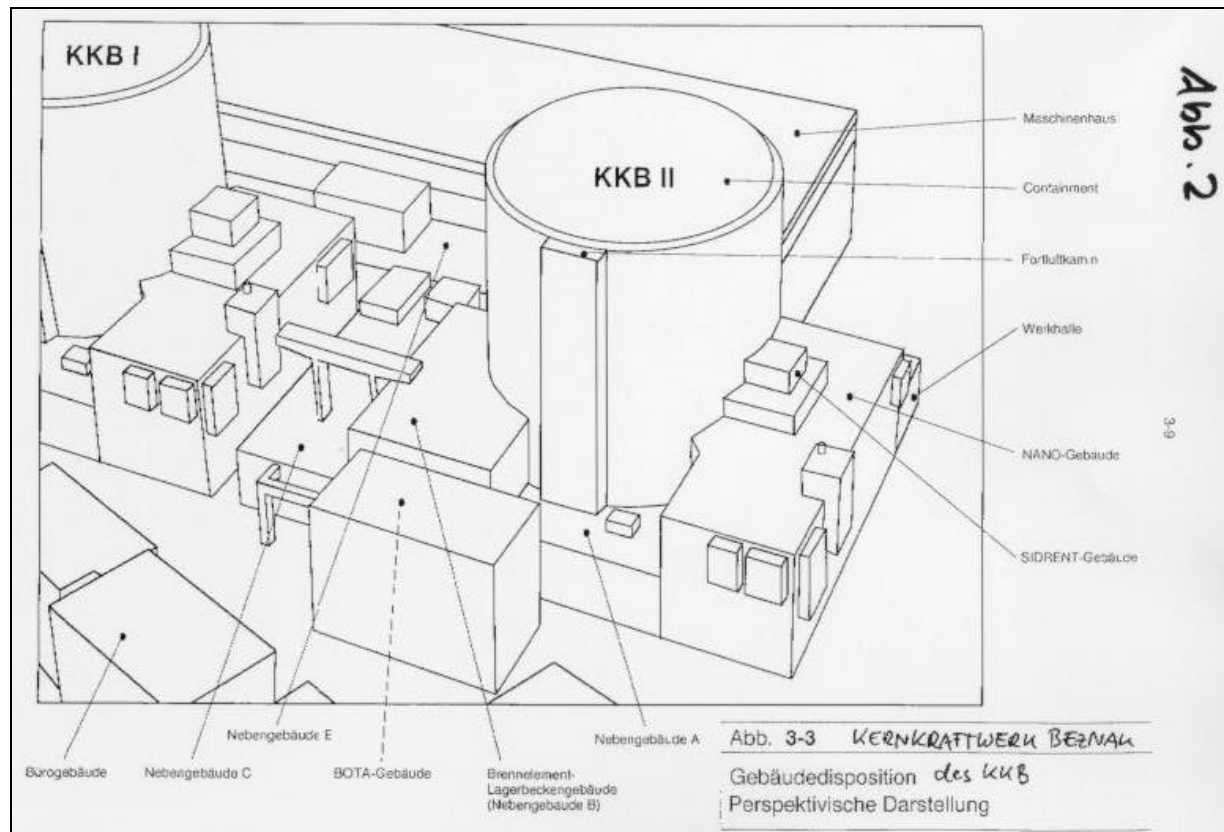 KKB I
KKB II
Maschinenhaus
Containment
Fortluftkamin
Werkhalle
NANO-Gebäude
SIDRENT-Gebäude
Nebengebäude E
Nebengebäude A
Bürogebäude
Nebengebäude C
BOTA-Gebäude
Brennelement-
Lagerbeckengebäude
(Nebengebäude B)
Abb. 3-3 KERNKRAFTWERK BEZNAU
Gebäudedisposition des KKB
Perspektivische Darstellung
Abb. 2
3-9